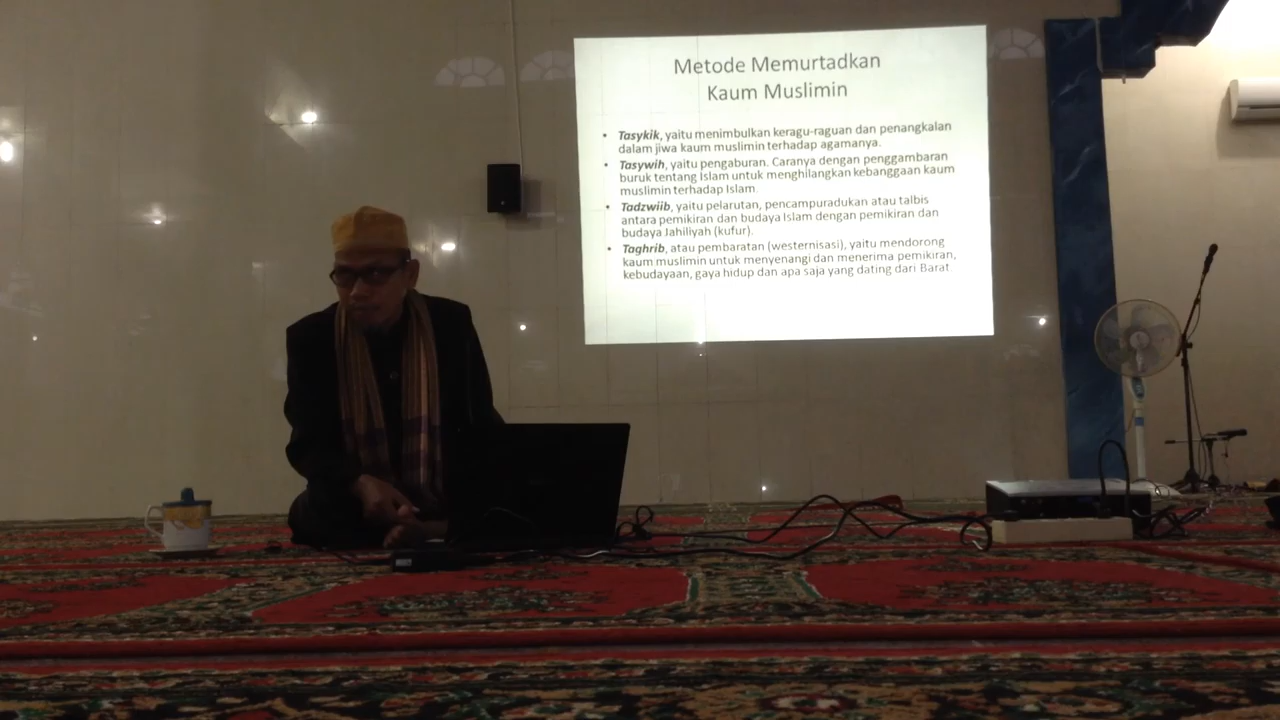 Metode Memurtadkan
Kaum Muslimin
• Tasykik, yaitu menimbulkan keragu-raguan dan penangkalan
dalam jiwa kaum muslimin terhadap agamanya.
• Tasywih, yaitu pengaburan. Caranya dengan penggambaran
buruk tentang Islam untuk menghilangkan kebanggaan kaum
muslimin terhadap Islam.
• Tadzwiib, yaitu pelarutan, pencampuradukan atau talbis
antara pemikiran dan budaya Islam dengan pemikiran dan
budaya Jahiliyah (kufur).
• Taghrib, atau pembaratan (westernisasi), yaitu mendorong
kaum muslimin untuk menyenangi dan menerima pemikiran,
kebudayaan, gaya hidup dan apa saja yang dating dari Barat.